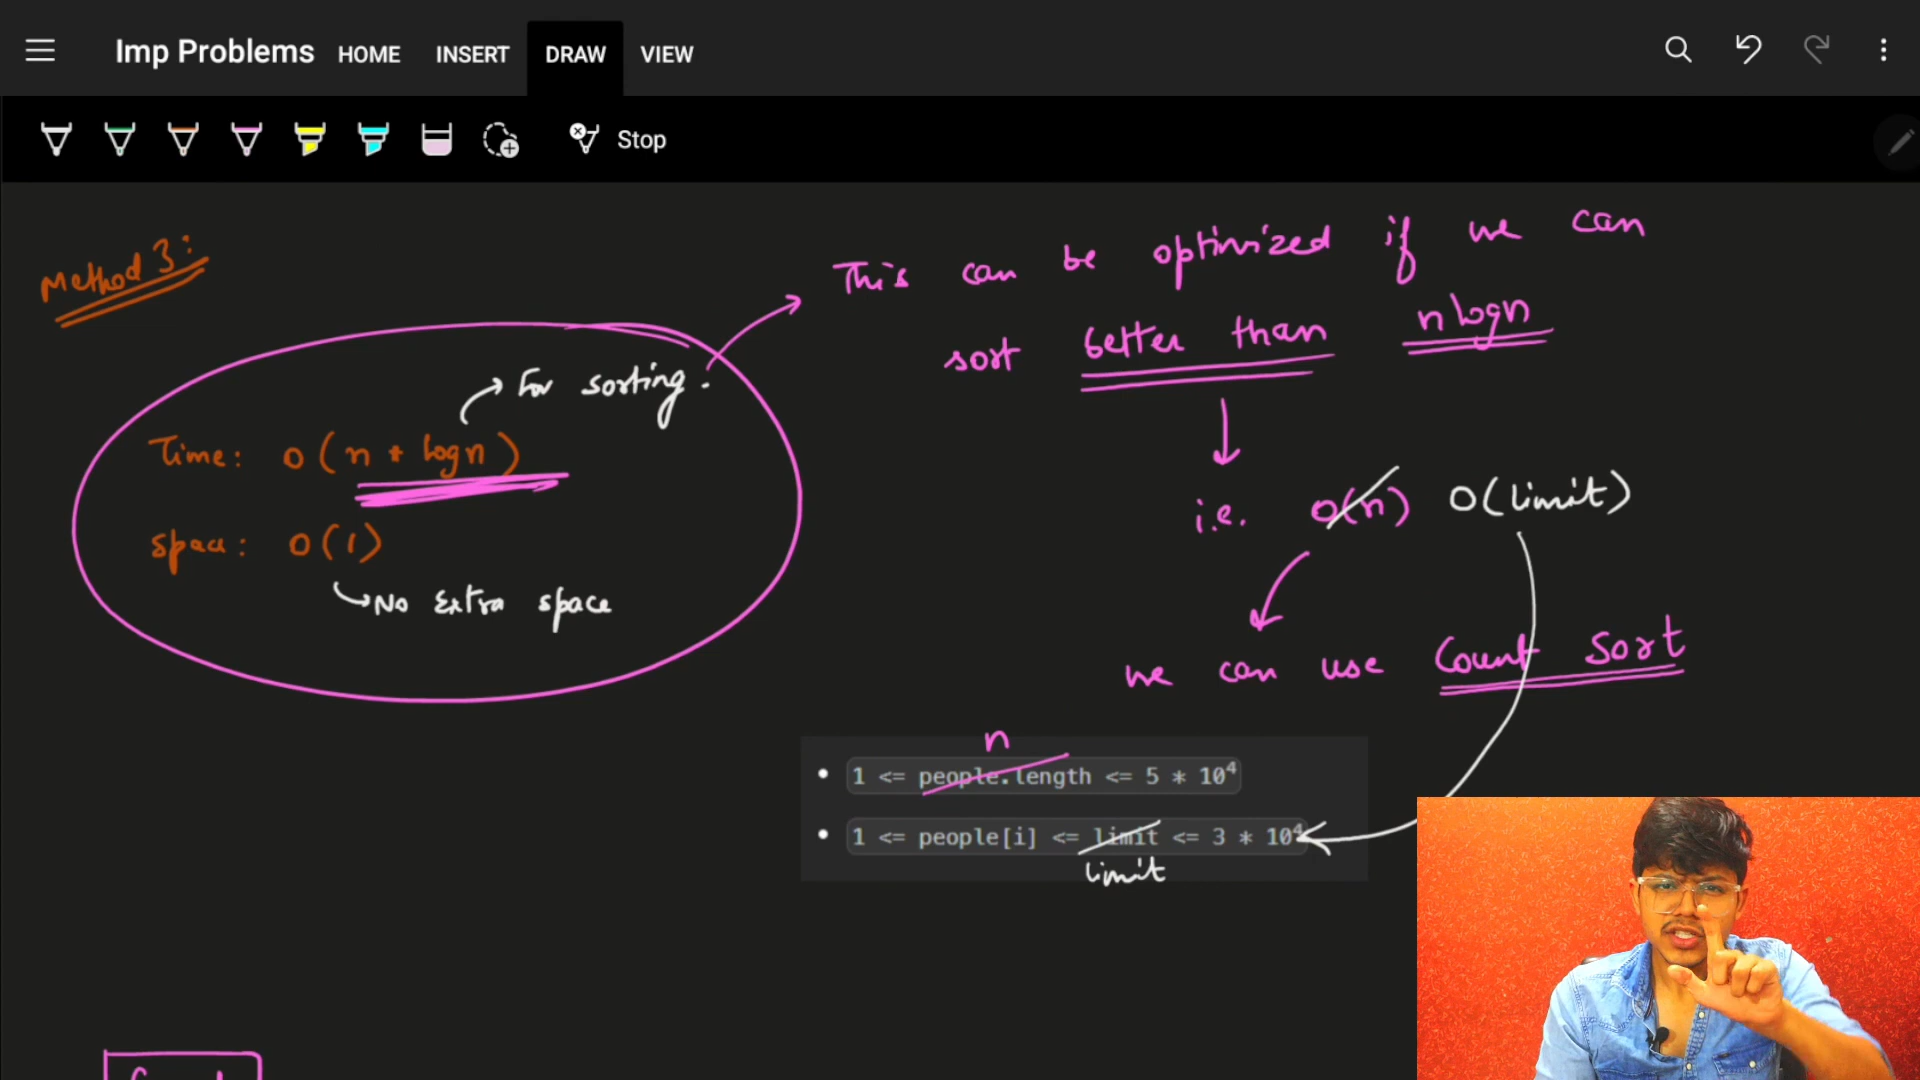 Imp Problems HOME INSERT DRAW VIEW
Stop
Method 3:
This can be optimized if we can
sort better than nlogn
For sorting.
Time: O(n * logn)
i.e. O(n) O(limit)
space: O(1)
No Extra space
we can use Count Sort
n
1 <= people.length <= 5 * 10⁴
1 <= people[i] <= limit <= 3 * 10⁴
limit